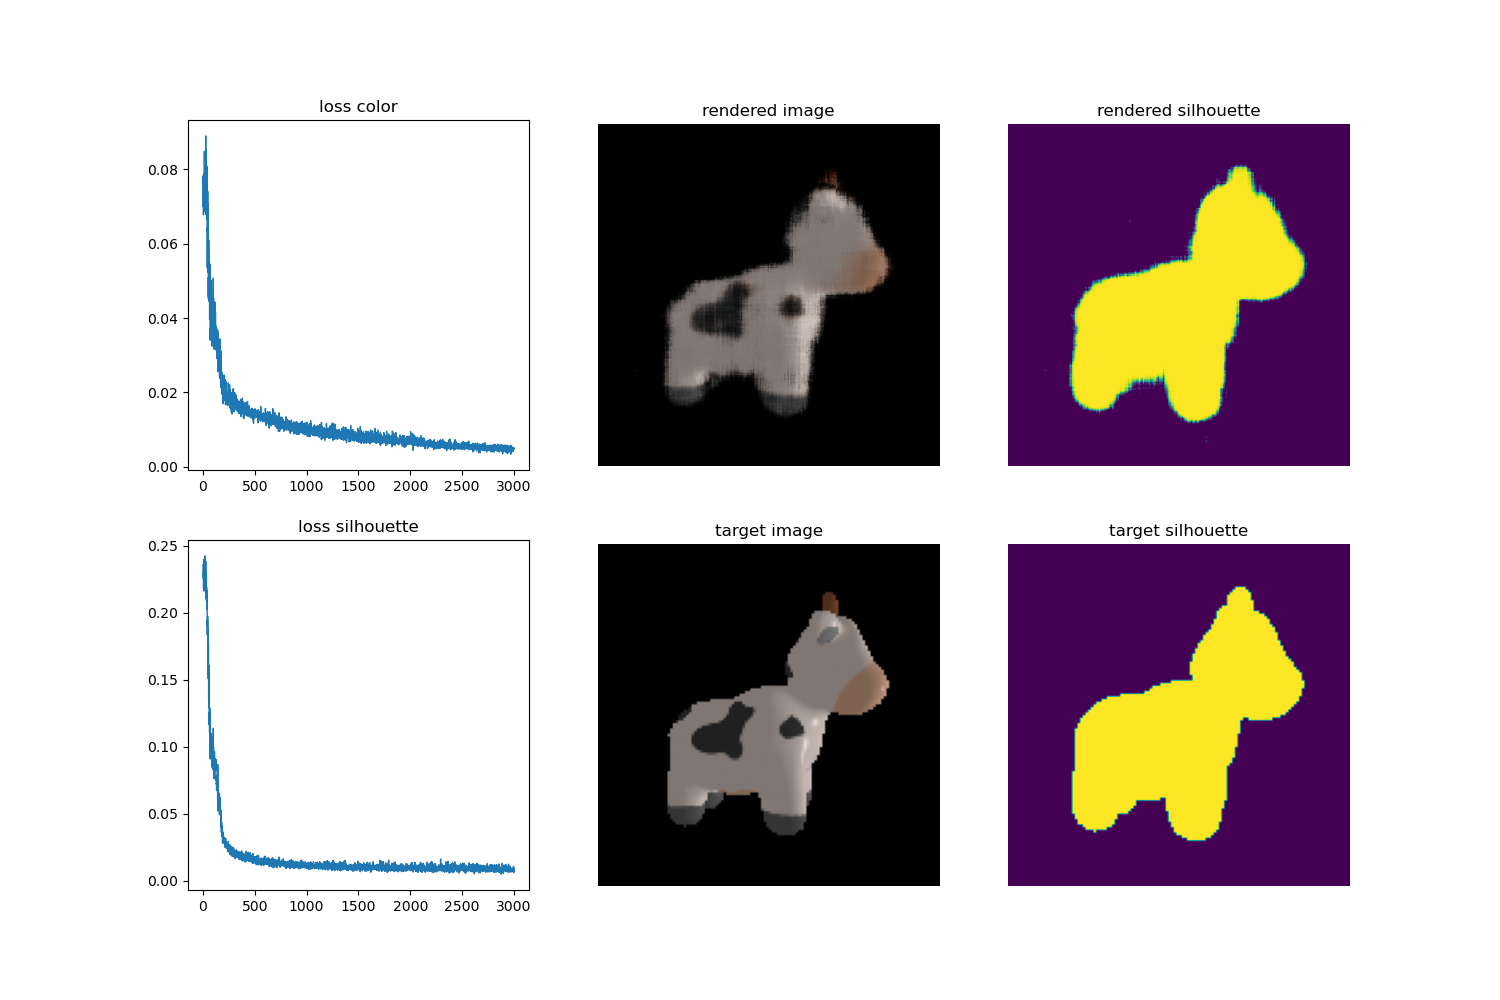 loss color
0.08
0.06
0.04
0.02
0.00
0 500 1000 1500 2000 2500 3000
rendered image
rendered silhouette
loss silhouette
0.25
0.20
0.15
0.10
0.05
0.00
0 500 1000 1500 2000 2500 3000
target image
target silhouette